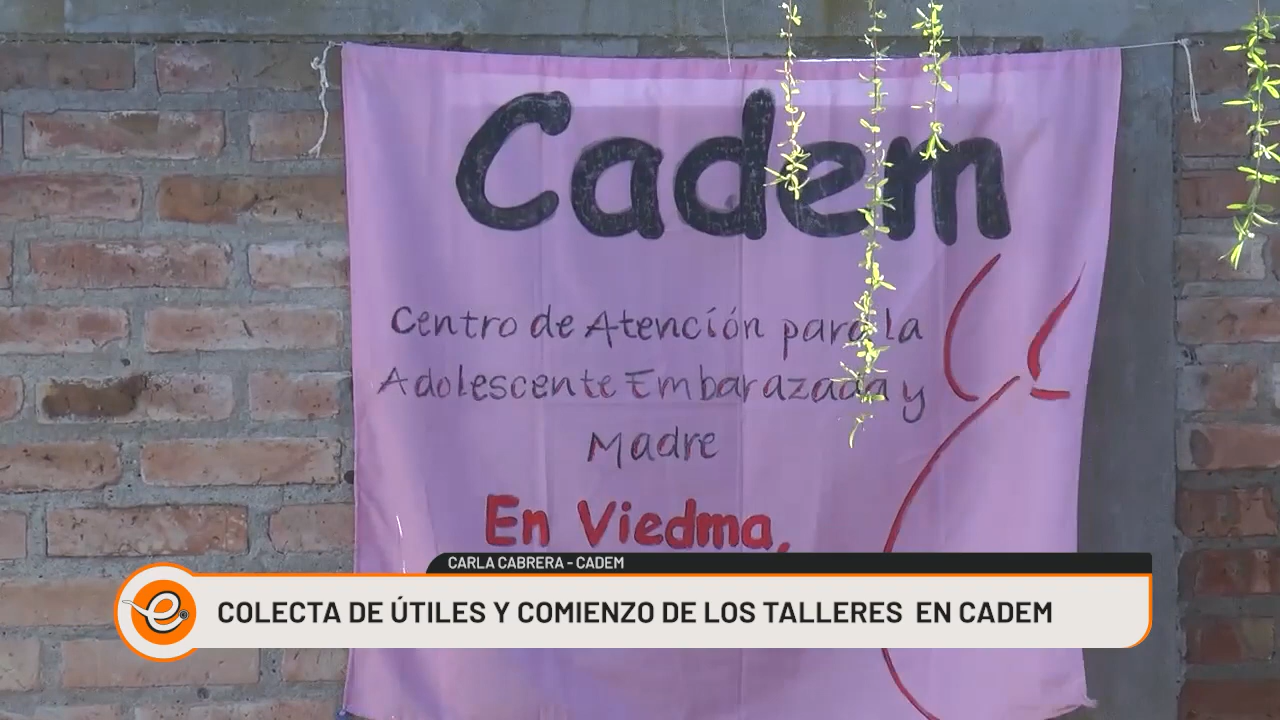 Cadem
Centro de Atención para la
Adolescente Embarazada y
Madre
En Viedma,
CARLA CABRERA - CADEM
COLECTA DE ÚTILES Y COMIENZO DE LOS TALLERES EN CADEM